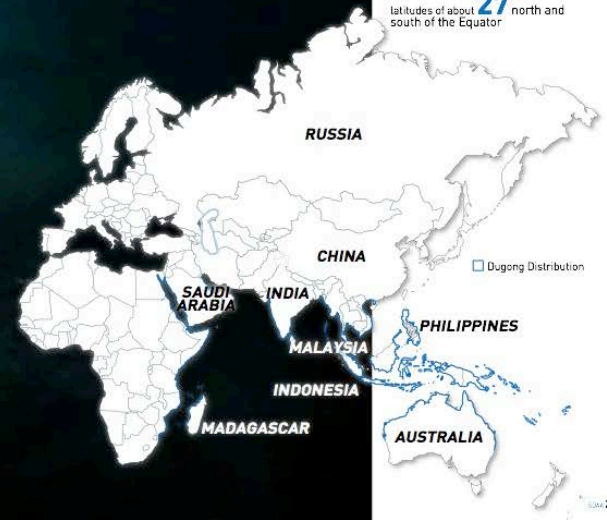 latitudes of about 27 north and
south of the Equator
RUSSIA
CHINA
Dugong Distribution
SAUDI
ARABIA
INDIA
PHILIPPINES
MALAYSIA
INDONESIA
MADAGASCAR
AUSTRALIA